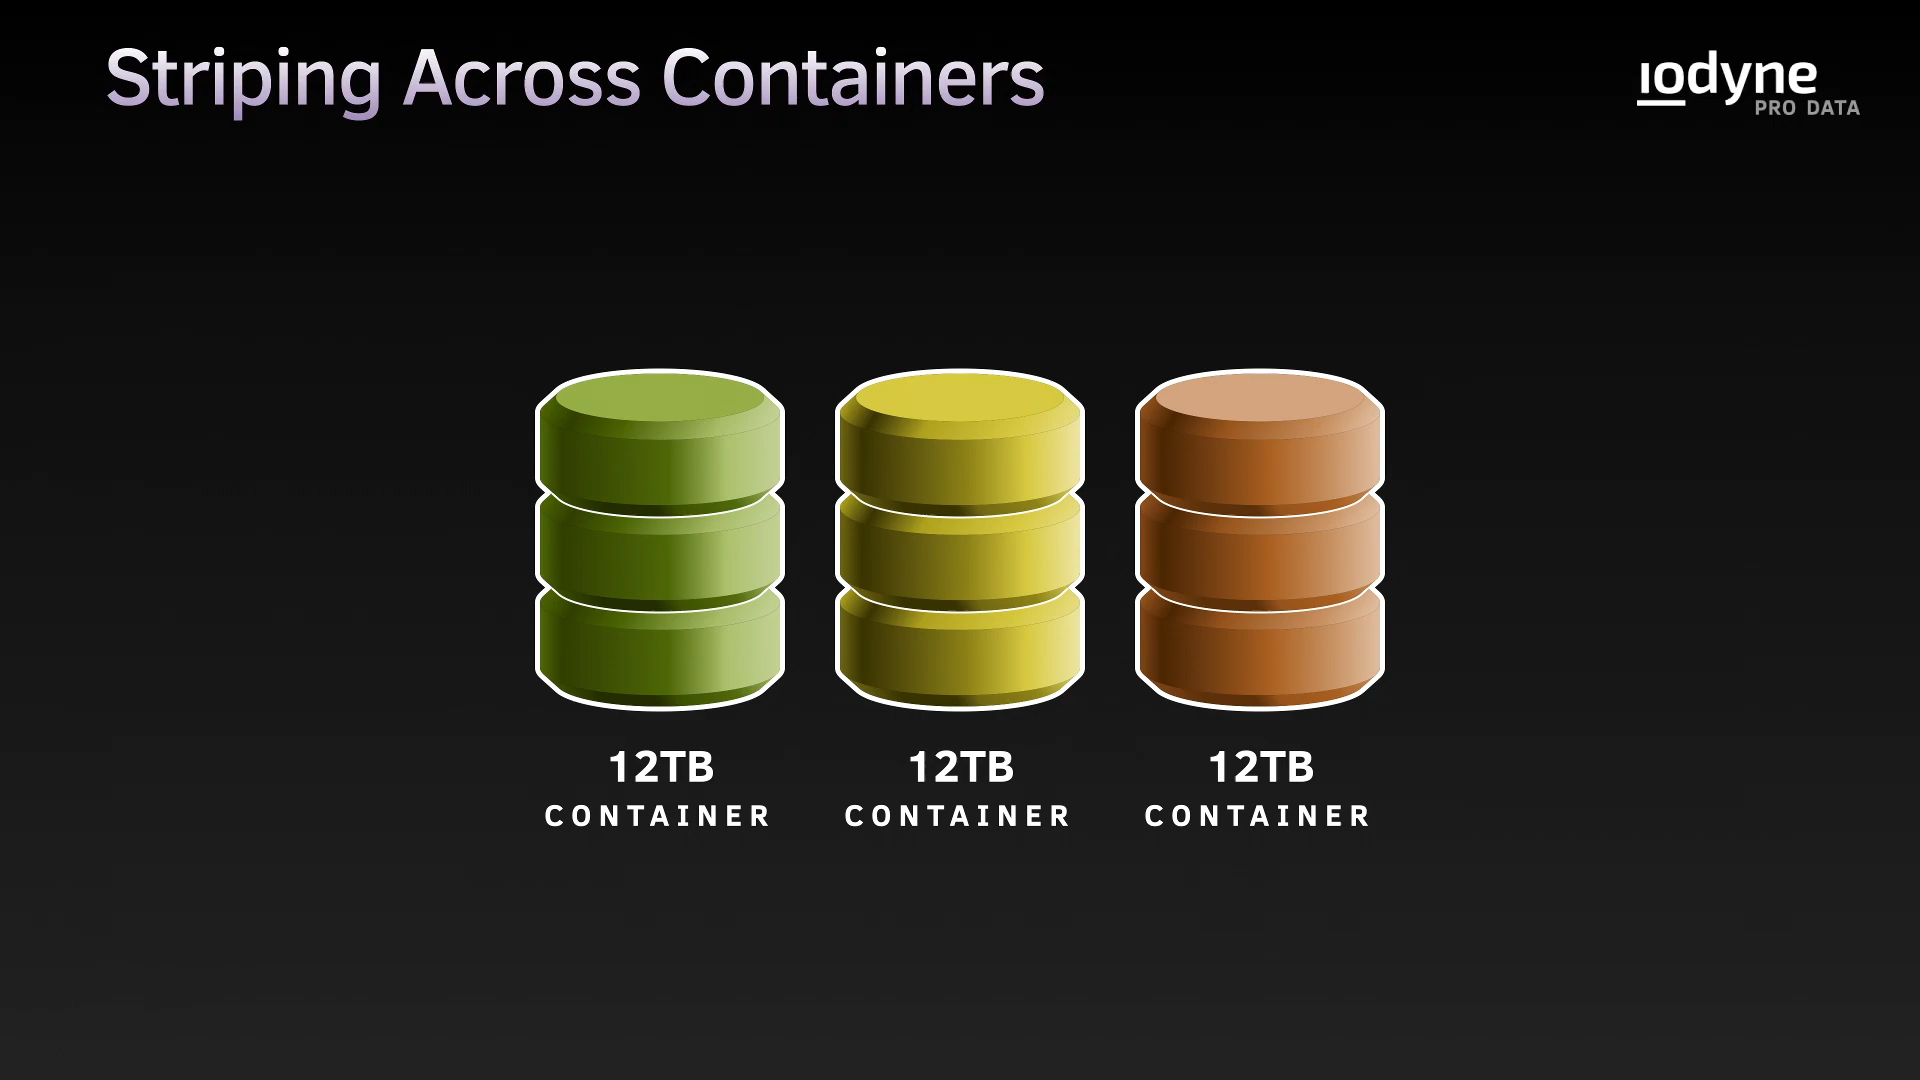 Striping Across Containers
iodyne
PRO DATA
12TB
CONTAINER
12TB
CONTAINER
12TB
CONTAINER